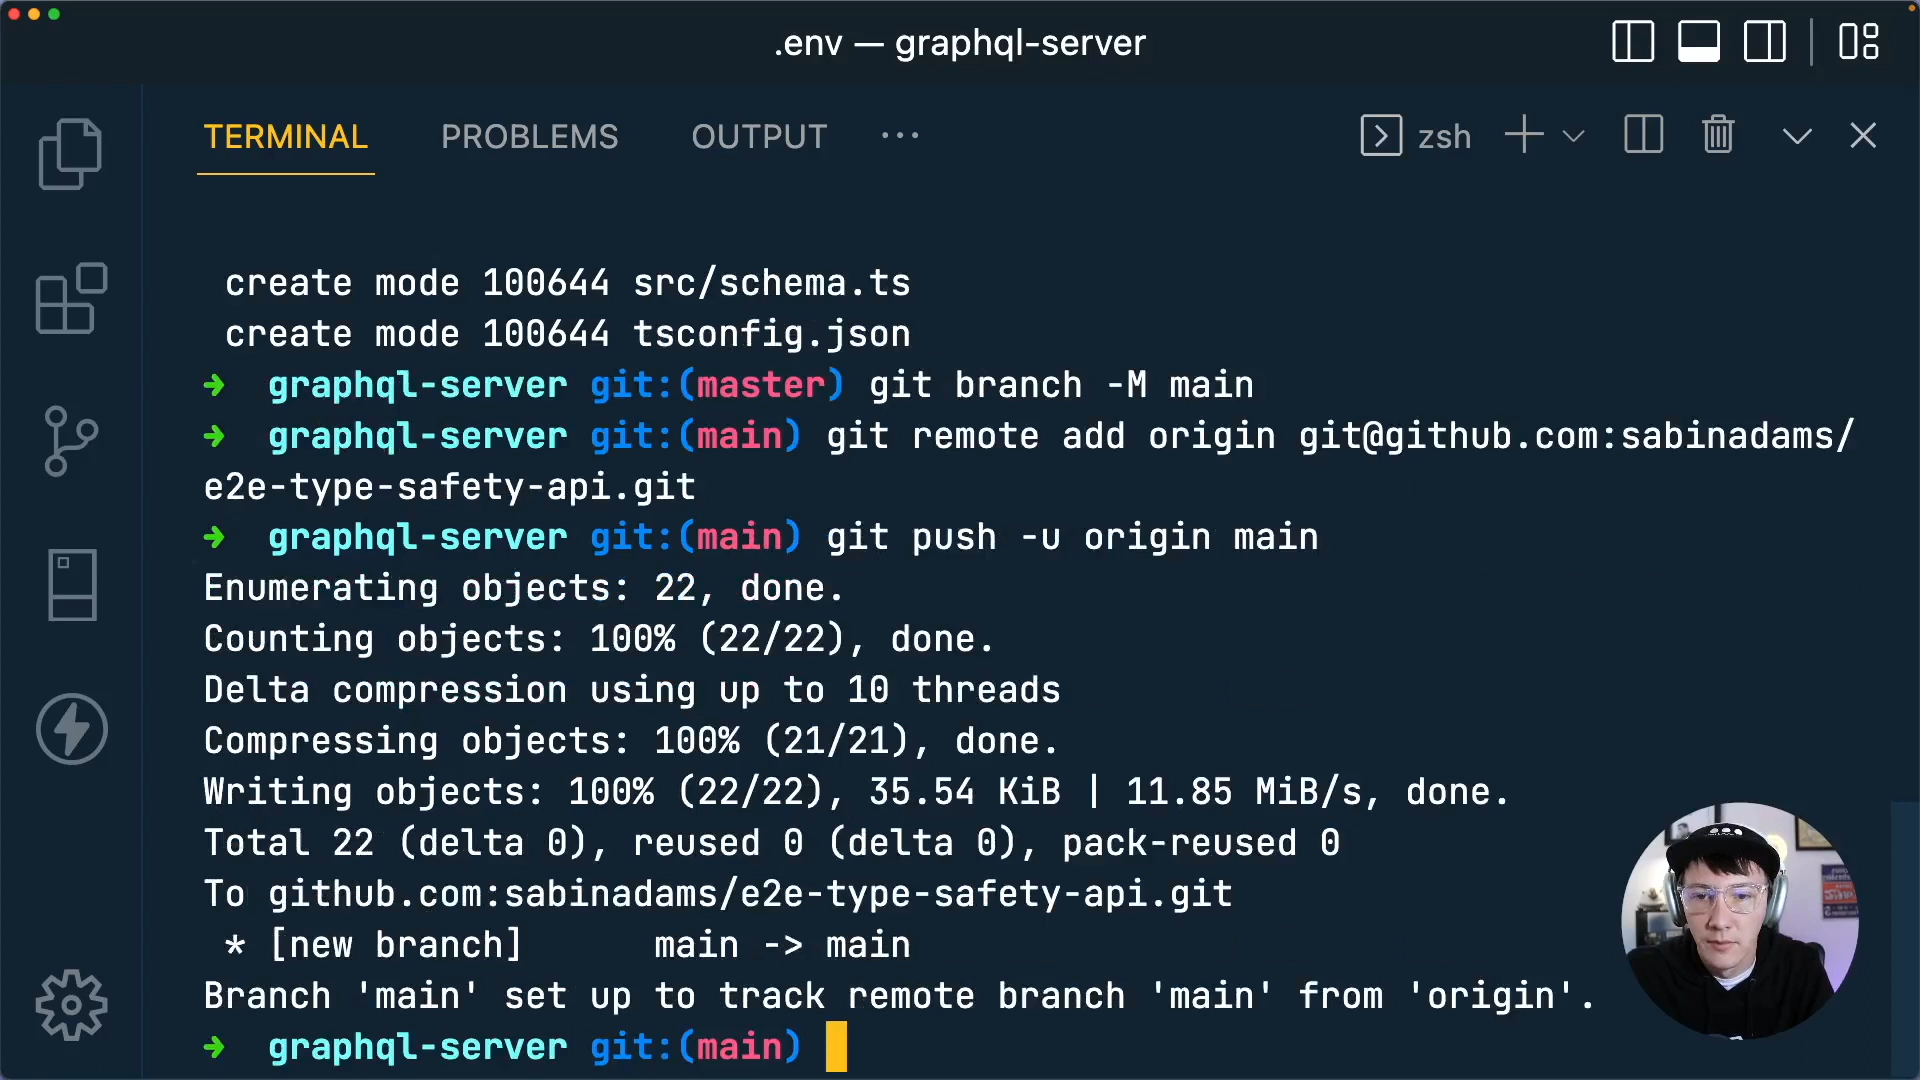 .env — graphql-server
TERMINAL PROBLEMS OUTPUT ··· zsh
create mode 100644 src/schema.ts
create mode 100644 tsconfig.json
➜ graphql-server git:(master) git branch -M main
➜ graphql-server git:(main) git remote add origin git@github.com:sabinadams/
e2e-type-safety-api.git
➜ graphql-server git:(main) git push -u origin main
Enumerating objects: 22, done.
Counting objects: 100% (22/22), done.
Delta compression using up to 10 threads
Compressing objects: 100% (21/21), done.
Writing objects: 100% (22/22), 35.54 KiB | 11.85 MiB/s, done.
Total 22 (delta 0), reused 0 (delta 0), pack-reused 0
To github.com:sabinadams/e2e-type-safety-api.git
* [new branch] main -> main
Branch 'main' set up to track remote branch 'main' from 'origin'.
➜ graphql-server git:(main)